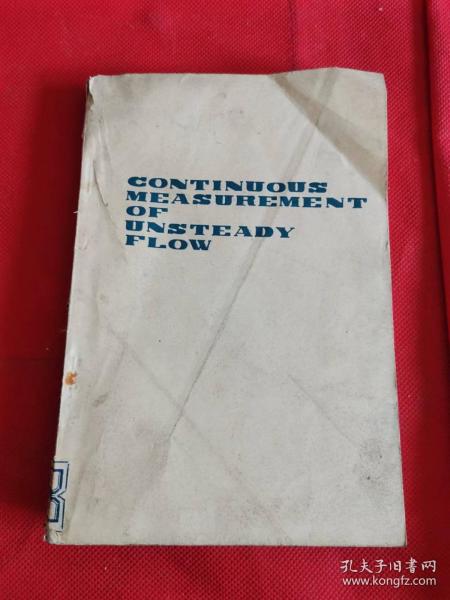 CONTINUOUS
MEASUREMENT
OF
UNSTEADY
FLOW
孔夫子旧书网
www.kongfz.com